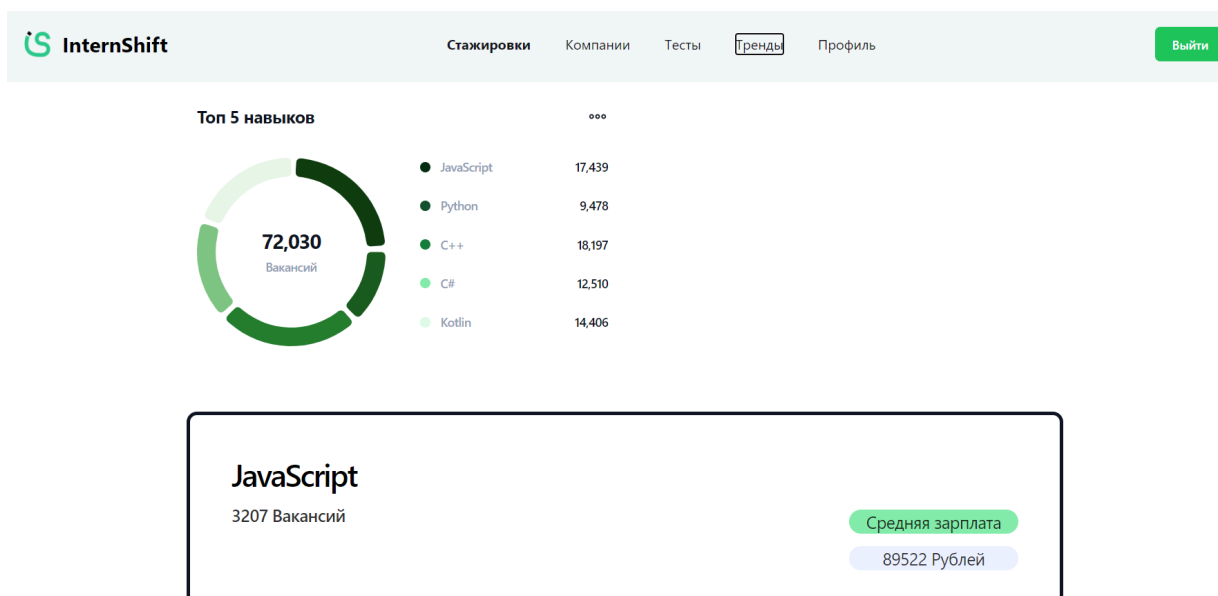 InternShift
Стажировки Компании Тесты Тренды Профиль
Выйти
Топ 5 навыков
72,030
Вакансий
JavaScript 17,439
Python 9,478
C++ 18,197
C# 12,510
Kotlin 14,406
JavaScript
3207 Вакансий
Средняя зарплата
89522 Рублей